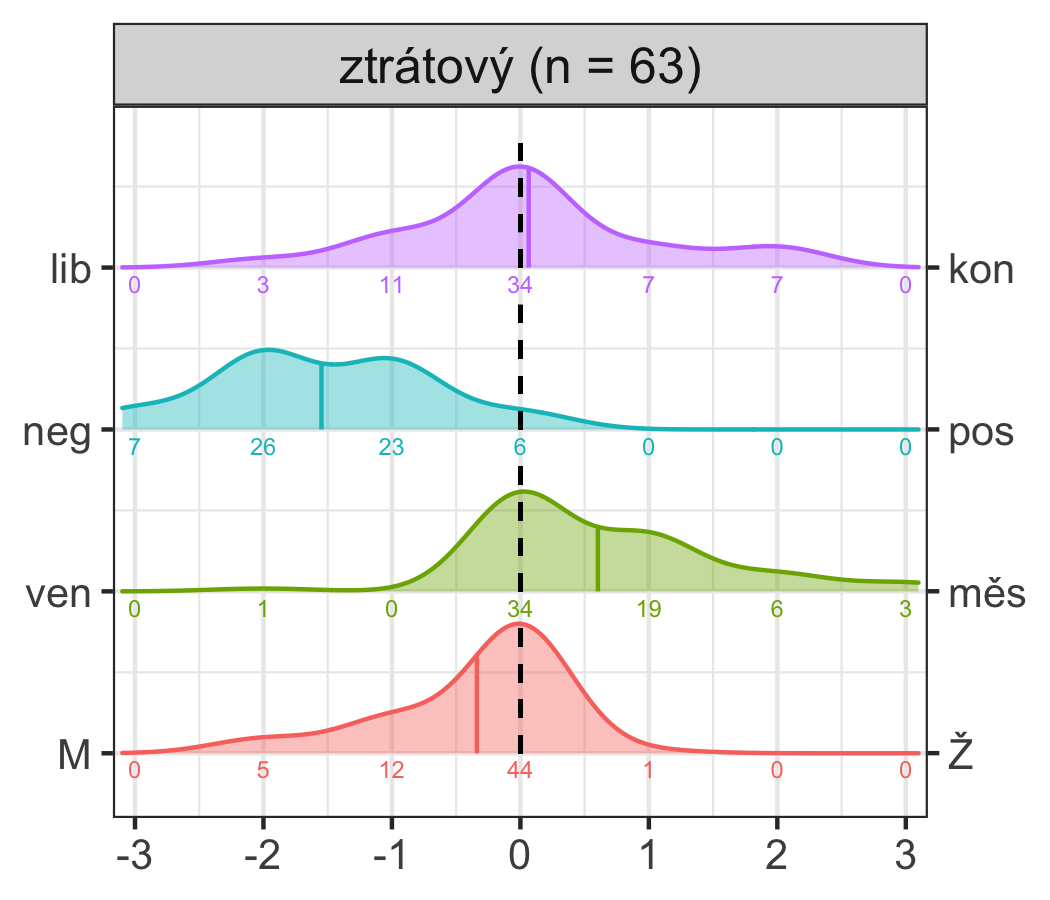 ztrátový (n = 63)
lib kon
0 3 11 34 7 7 0
neg pos
7 26 23 6 0 0 0
ven měs
0 1 0 34 19 6 3
M Ž
0 5 12 44 1 0 0
-3 -2 -1 0 1 2 3